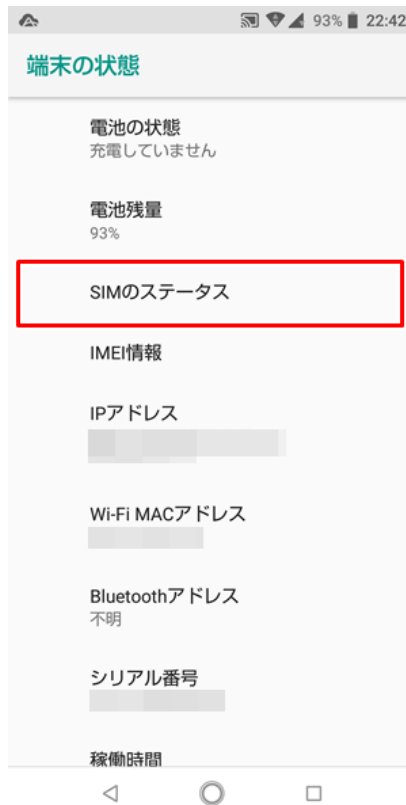 93% 22:42
端末の状態
電池の状態
充電していません
電池残量
93%
SIMのステータス
IMEI情報
IPアドレス
Wi-Fi MACアドレス
Bluetoothアドレス
不明
シリアル番号
稼働時間